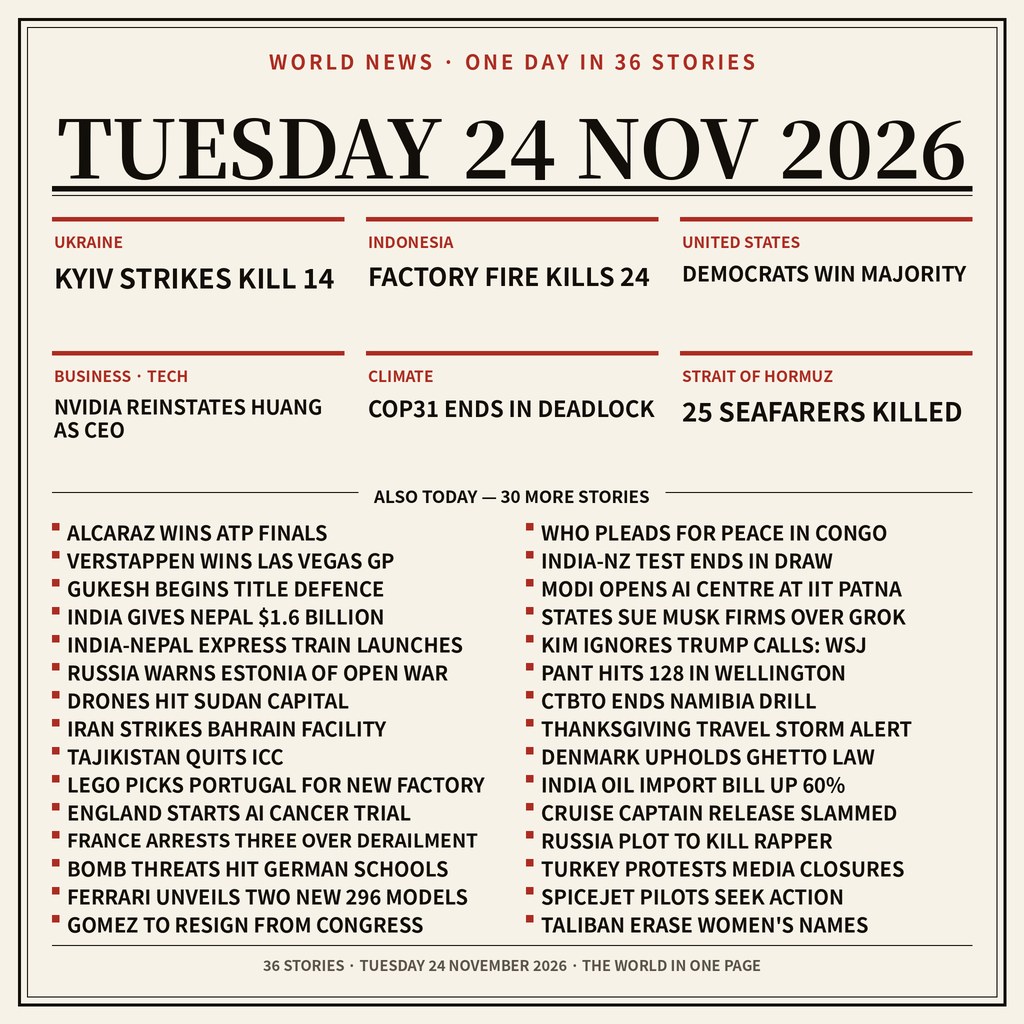 WORLD NEWS · ONE DAY IN 36 STORIES
TUESDAY 24 NOV 2026
UKRAINE
KYIV STRIKES KILL 14
INDONESIA
FACTORY FIRE KILLS 24
UNITED STATES
DEMOCRATS WIN MAJORITY
BUSINESS · TECH
NVIDIA REINSTATES HUANG
AS CEO
CLIMATE
COP31 ENDS IN DEADLOCK
STRAIT OF HORMUZ
25 SEAFARERS KILLED
ALSO TODAY — 30 MORE STORIES
ALCARAZ WINS ATP FINALS
VERSTAPPEN WINS LAS VEGAS GP
GUKESH BEGINS TITLE DEFENCE
INDIA GIVES NEPAL $1.6 BILLION
INDIA-NEPAL EXPRESS TRAIN LAUNCHES
RUSSIA WARNS ESTONIA OF OPEN WAR
DRONES HIT SUDAN CAPITAL
IRAN STRIKES BAHRAIN FACILITY
TAJIKISTAN QUITS ICC
LEGO PICKS PORTUGAL FOR NEW FACTORY
ENGLAND STARTS AI CANCER TRIAL
FRANCE ARRESTS THREE OVER DERAILMENT
BOMB THREATS HIT GERMAN SCHOOLS
FERRARI UNVEILS TWO NEW 296 MODELS
GOMEZ TO RESIGN FROM CONGRESS
WHO PLEADS FOR PEACE IN CONGO
INDIA-NZ TEST ENDS IN DRAW
MODI OPENS AI CENTRE AT IIT PATNA
STATES SUE MUSK FIRMS OVER GROK
KIM IGNORES TRUMP CALLS: WSJ
PANT HITS 128 IN WELLINGTON
CTBTO ENDS NAMIBIA DRILL
THANKSGIVING TRAVEL STORM ALERT
DENMARK UPHOLDS GHETTO LAW
INDIA OIL IMPORT BILL UP 60%
CRUISE CAPTAIN RELEASE SLAMMED
RUSSIA PLOT TO KILL RAPPER
TURKEY PROTESTS MEDIA CLOSURES
SPICEJET PILOTS SEEK ACTION
TALIBAN ERASE WOMEN'S NAMES
36 STORIES · TUESDAY 24 NOVEMBER 2026 · THE WORLD IN ONE PAGE